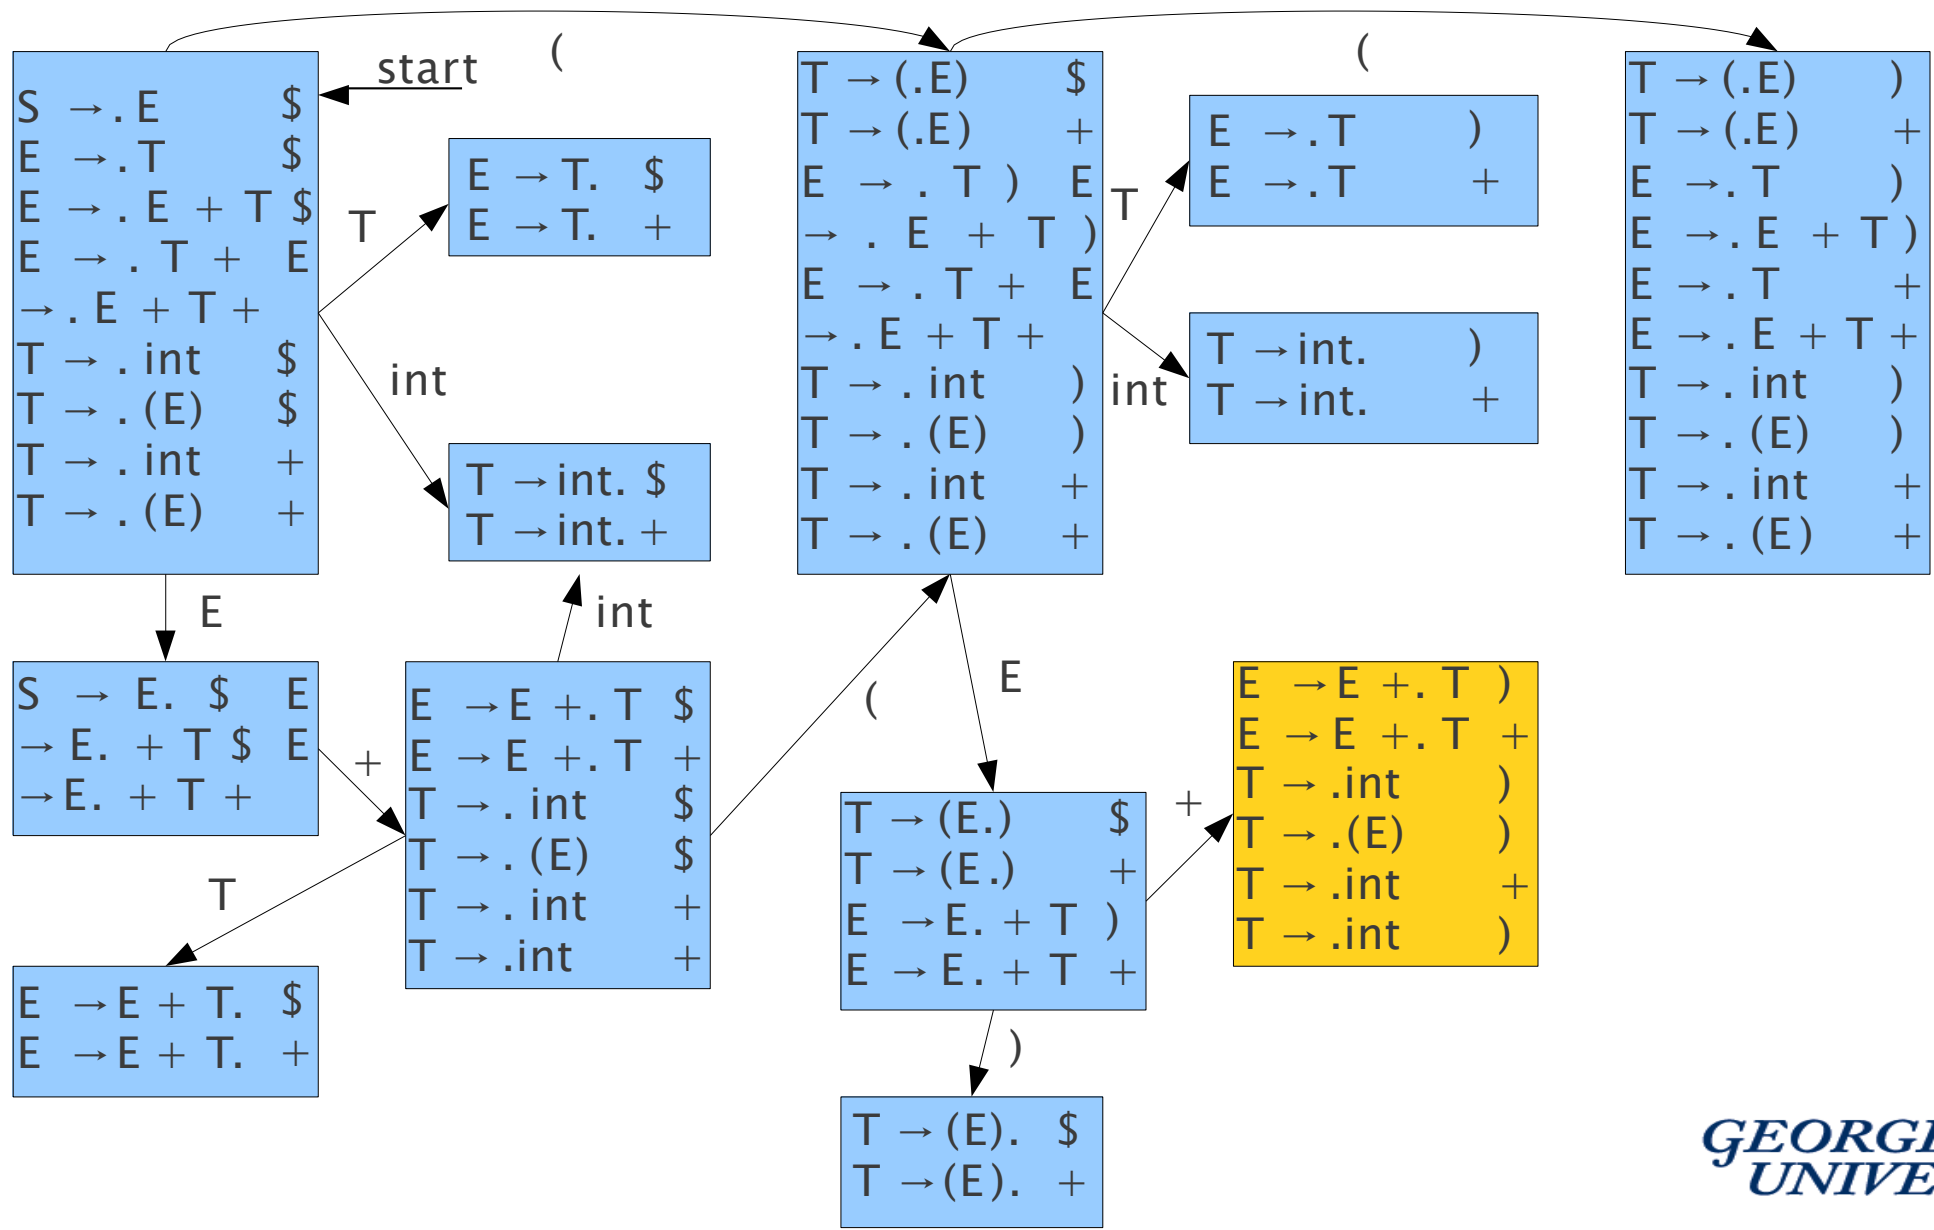 start
(
(
S → . E $
E → . T $
E → . E + T $
E → . T + E
→ . E + T +
T → . int $
T → . (E) $
T → . int +
T → . (E) +
T
E → T. $
E → T. +
int
T → int. $
T → int. +
T → (.E) $
T → (.E) +
E → . T ) E
→ . E + T )
E → . T + E
→ . E + T +
T → . int )
T → . (E) )
T → . int +
T → . (E) +
T
E → . T )
E → . T +
int
T → int. )
T → int. +
T → (.E) )
T → (.E) +
E → . T )
E → . E + T )
E → . T +
E → . E + T +
T → . int )
T → . (E) )
T → . int +
T → . (E) +
E
int
S → E. $ E
→ E. + T $ E
→ E. + T +
+
E → E +. T $
E → E +. T +
T → . int $
T → . (E) $
T → . int +
T → .int +
(
E
T
E → E + T. $
E → E + T. +
T → (E.) $
T → (E.) +
E → E. + T )
E → E. + T +
+
E → E +. T )
E → E +. T +
T → .int )
T → .(E) )
T → .int +
T → .int )
)
T → (E). $
T → (E). +